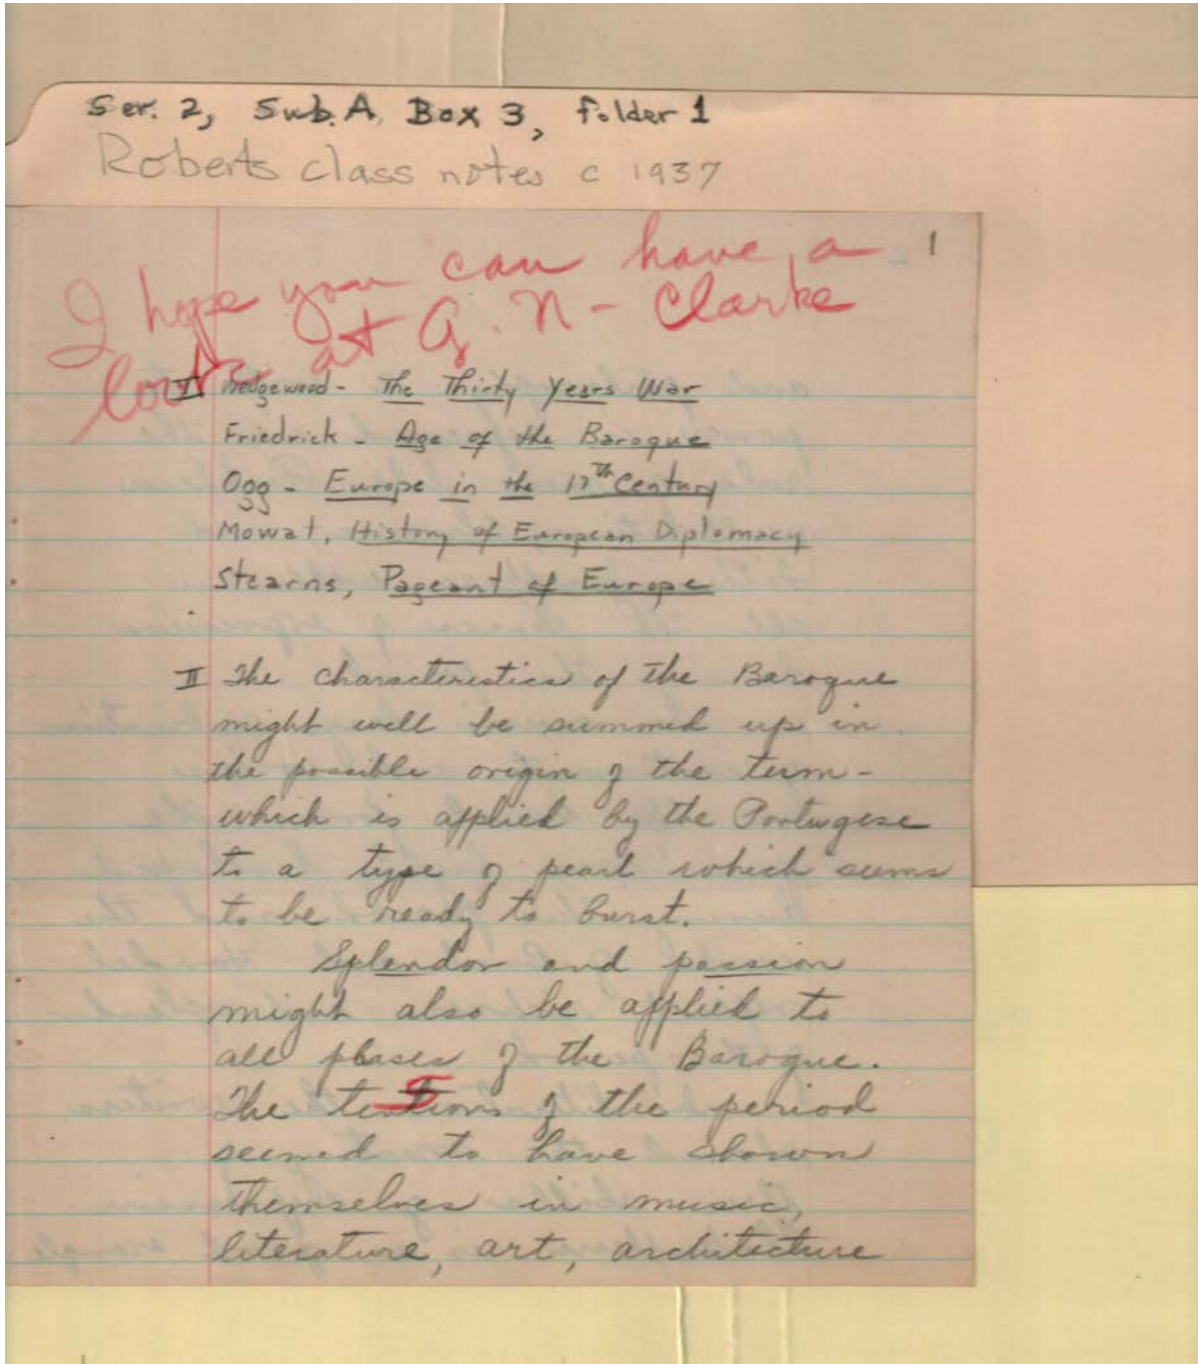 Ser. 2, Sub. A, Box 3, folder 1
Roberts class notes c 1937
1
I hope you can have a
look at G. N - Clarke
I Wedgewood - The Thirty Years War
Friedrick - Age of the Baroque
Ogg - Europe in the 17th Century
Mowat, History of European Diplomacy
Stearns, Pageant of Europe
II The characteristics of the Baroque
might well be summed up in
the possible origin of the term -
which is applied by the Portugese
to a type of pearl which seems
to be ready to burst.
Splendor and passion
might also be applied to
all phases of the Baroque.
The tensions of the period
seemed to have shown
themselves in music,
literature, art, architecture